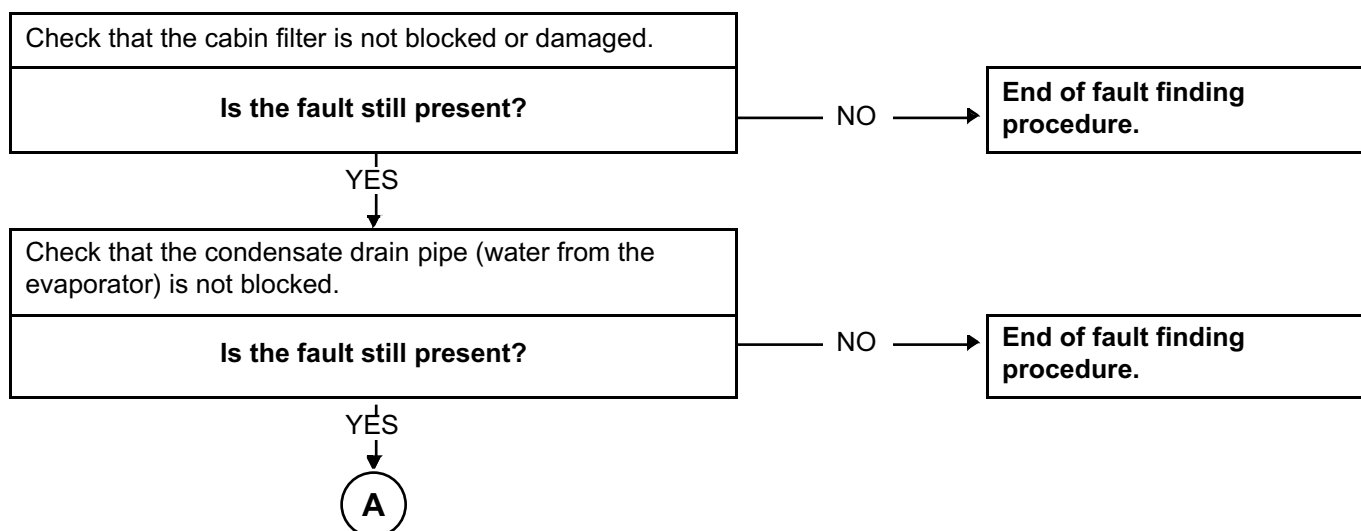 Check that the cabin filter is not blocked or damaged.
Is the fault still present?
NO
End of fault finding
procedure.
YES
Check that the condensate drain pipe (water from the
evaporator) is not blocked.
Is the fault still present?
NO
End of fault finding
procedure.
YES
A